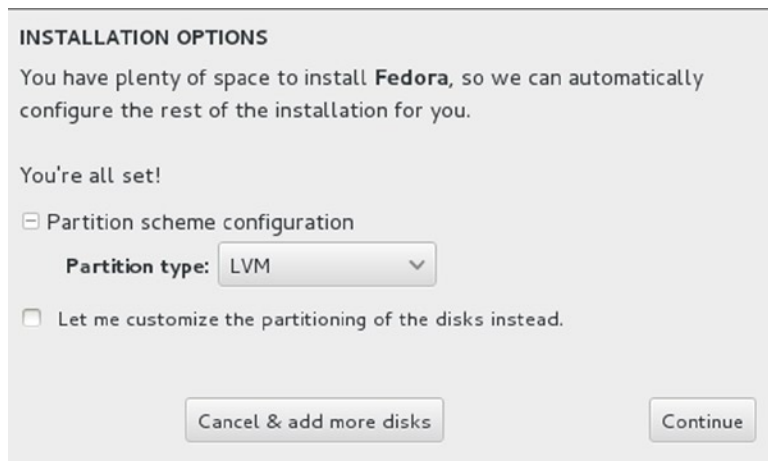 INSTALLATION OPTIONS
You have plenty of space to install Fedora, so we can automatically
configure the rest of the installation for you.
You're all set!
Partition scheme configuration
Partition type: LVM
Let me customize the partitioning of the disks instead.
Cancel & add more disks Continue